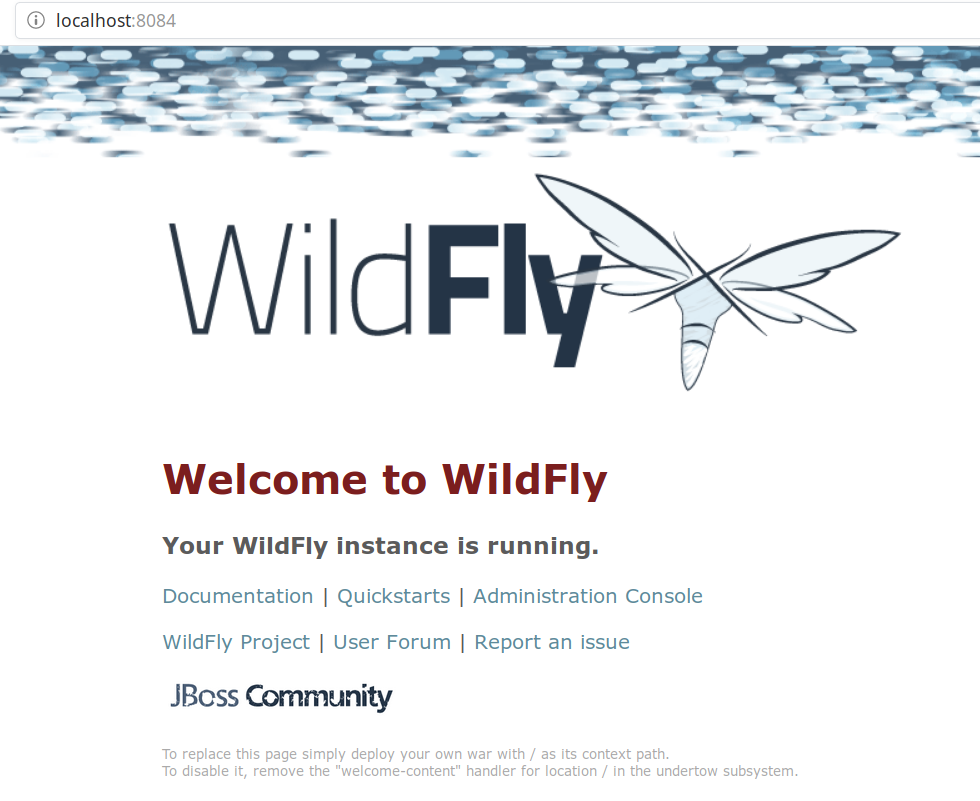 localhost:8084
WildFly
Welcome to WildFly
Your WildFly instance is running.
Documentation | Quickstarts | Administration Console
WildFly Project | User Forum | Report an issue
JBoss Community
To replace this page simply deploy your own war with / as its context path.
To disable it, remove the "welcome-content" handler for location / in the undertow subsystem.